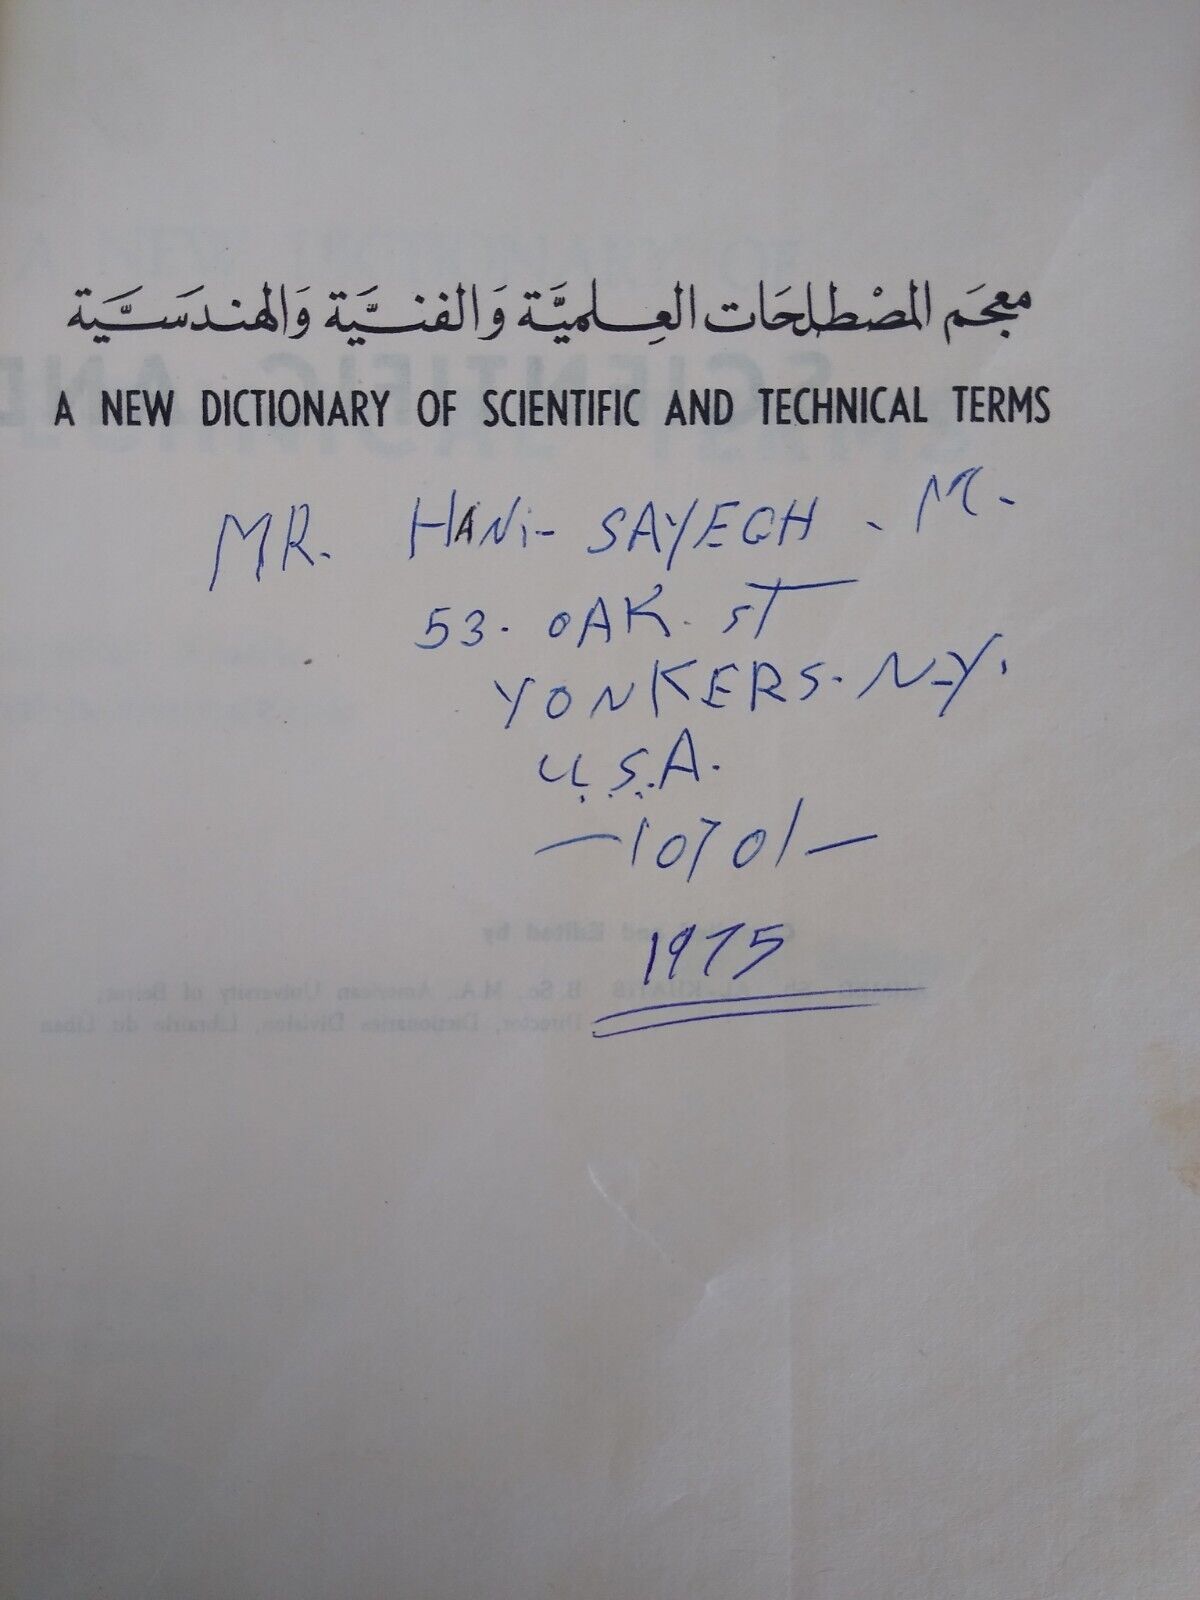 معجم المصطلحات العلمية والفنية والهندسية
A NEW DICTIONARY OF SCIENTIFIC AND TECHNICAL TERMS
MR. HANi- SAYEGH - M.
53. OAK. ST
YONKERS. N-Y.
U.S.A.
—10701—
1975